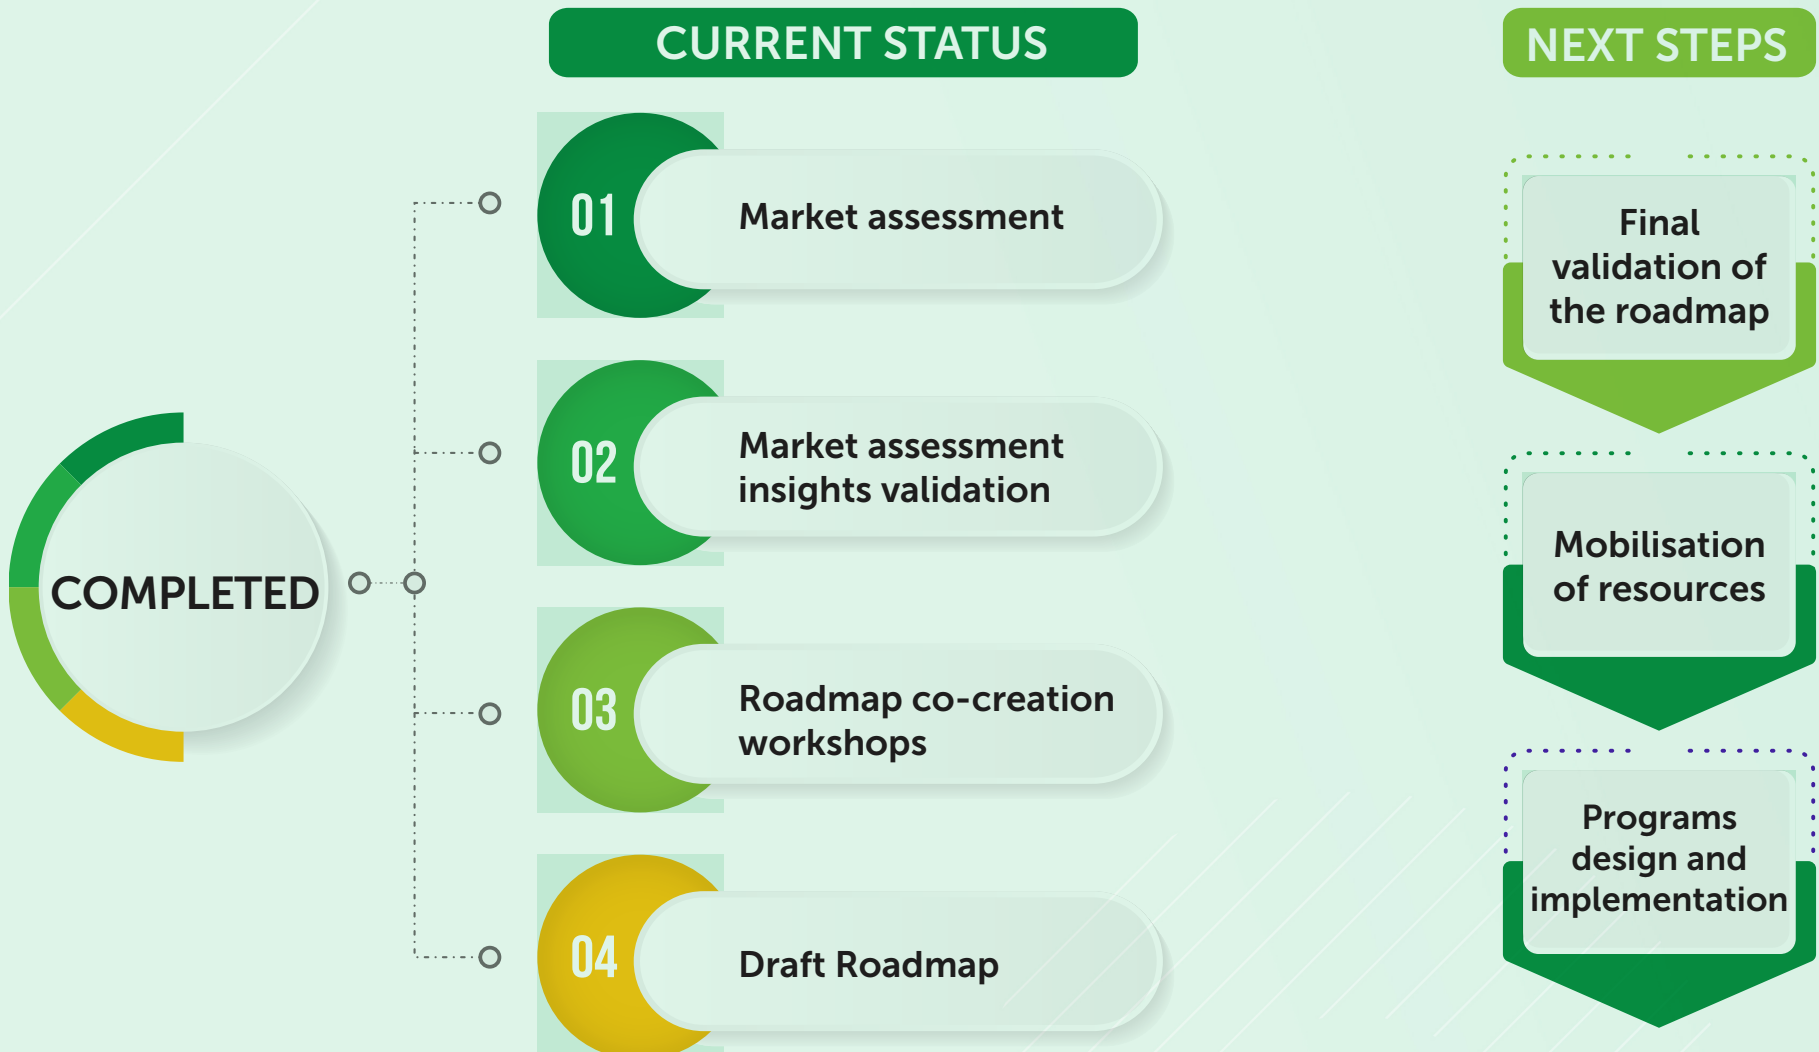 CURRENT STATUS
COMPLETED
01
Market assessment
02
Market assessment
insights validation
03
Roadmap co-creation
workshops
04
Draft Roadmap
NEXT STEPS
Final
validation of
the roadmap
Mobilisation
of resources
Programs
design and
implementation